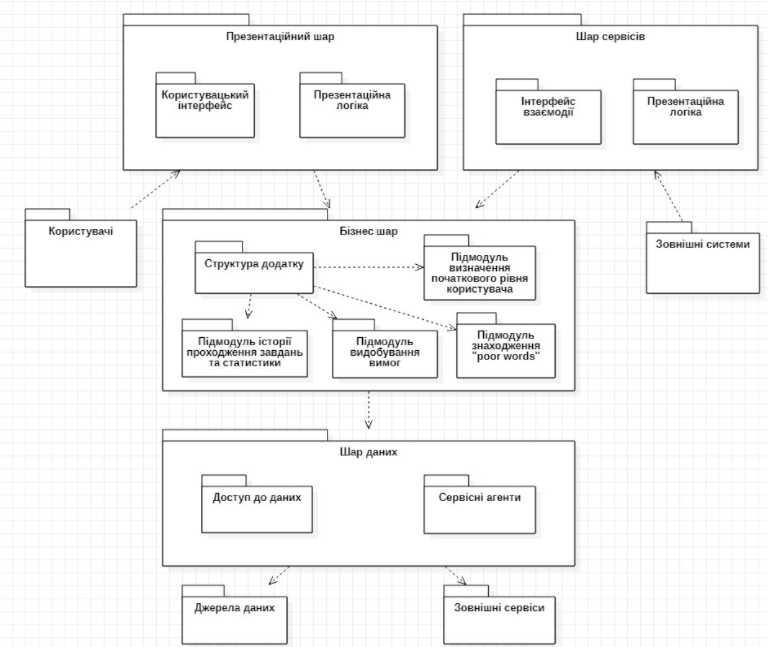 Презентаційний шар
Користувацький
інтерфейс
Презентаційна
логіка
Шар сервісів
Інтерфейс
взаємодії
Презентаційна
логіка
Користувачі
Зовнішні системи
Бізнес шар
Структура додатку
Підмодуль
визначення
початкового рівня
користувача
Підмодуль історії
проходження завдань
та статистики
Підмодуль
видобування
вимог
Підмодуль
знаходження
"poor words"
Шар даних
Доступ до даних
Сервісні агенти
Джерела даних
Зовнішні сервіси